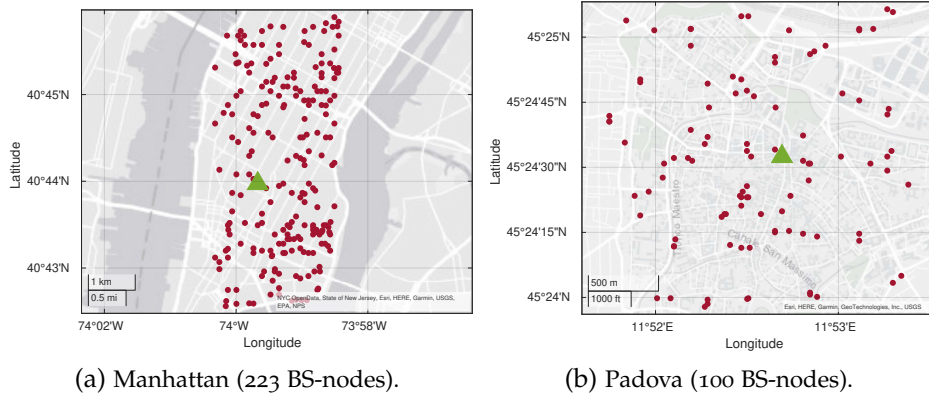 40°45'N
40°44'N
40°43'N
Latitude
1 km
0.5 mi
NYC OpenData, State of New Jersey, Esri, HERE, Garmin, USGS,
EPA, NPS
74°02'W
74°W
73°58'W
Longitude
(a) Manhattan (223 BS-nodes).
45°25'N
45°24'45"N
45°24'30"N
45°24'15"N
45°24'N
Latitude
Canale San Massimo
500 m
1000 ft
Esri, HERE, Garmin, GeoTechnologies, Inc., USGS
11°52'E
11°53'E
Longitude
(b) Padova (100 BS-nodes).